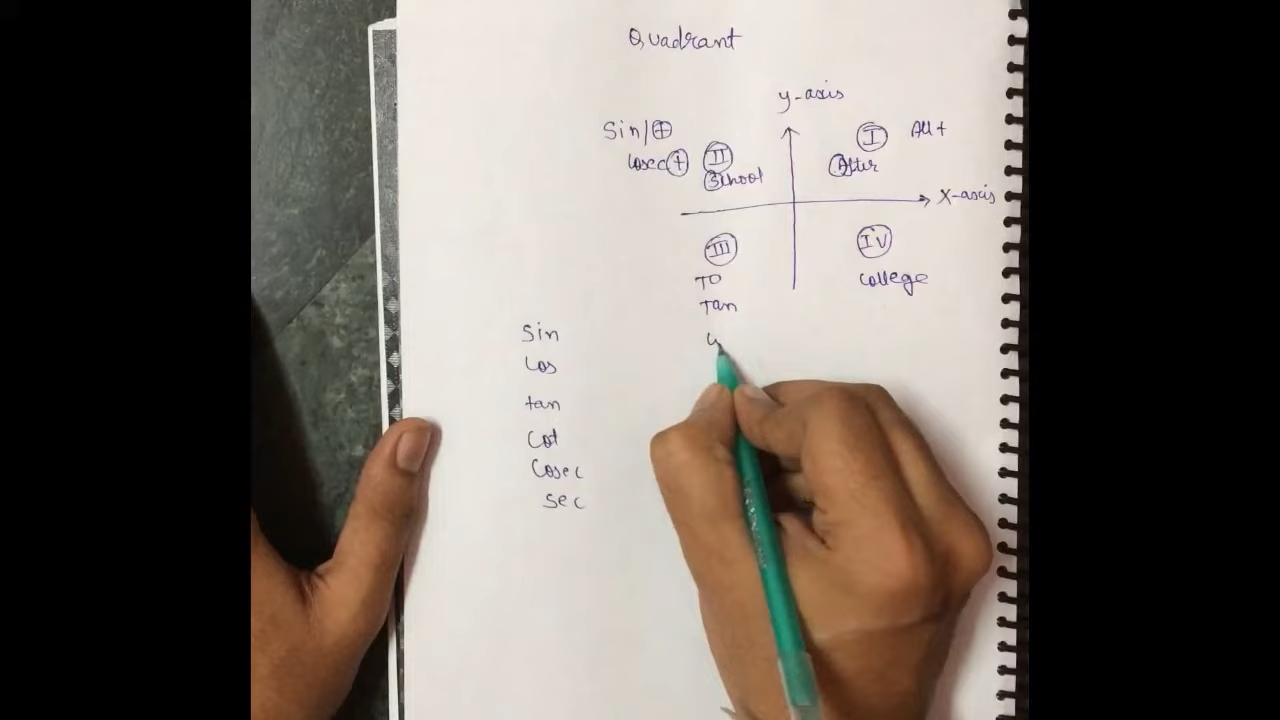 Quadrant
y-axis
Sin/+
Cosec +
II
School
I
All +
After
X-axis
III
To
Tan
IV
College
Sin
Cos
tan
Cot
Cosec
Sec